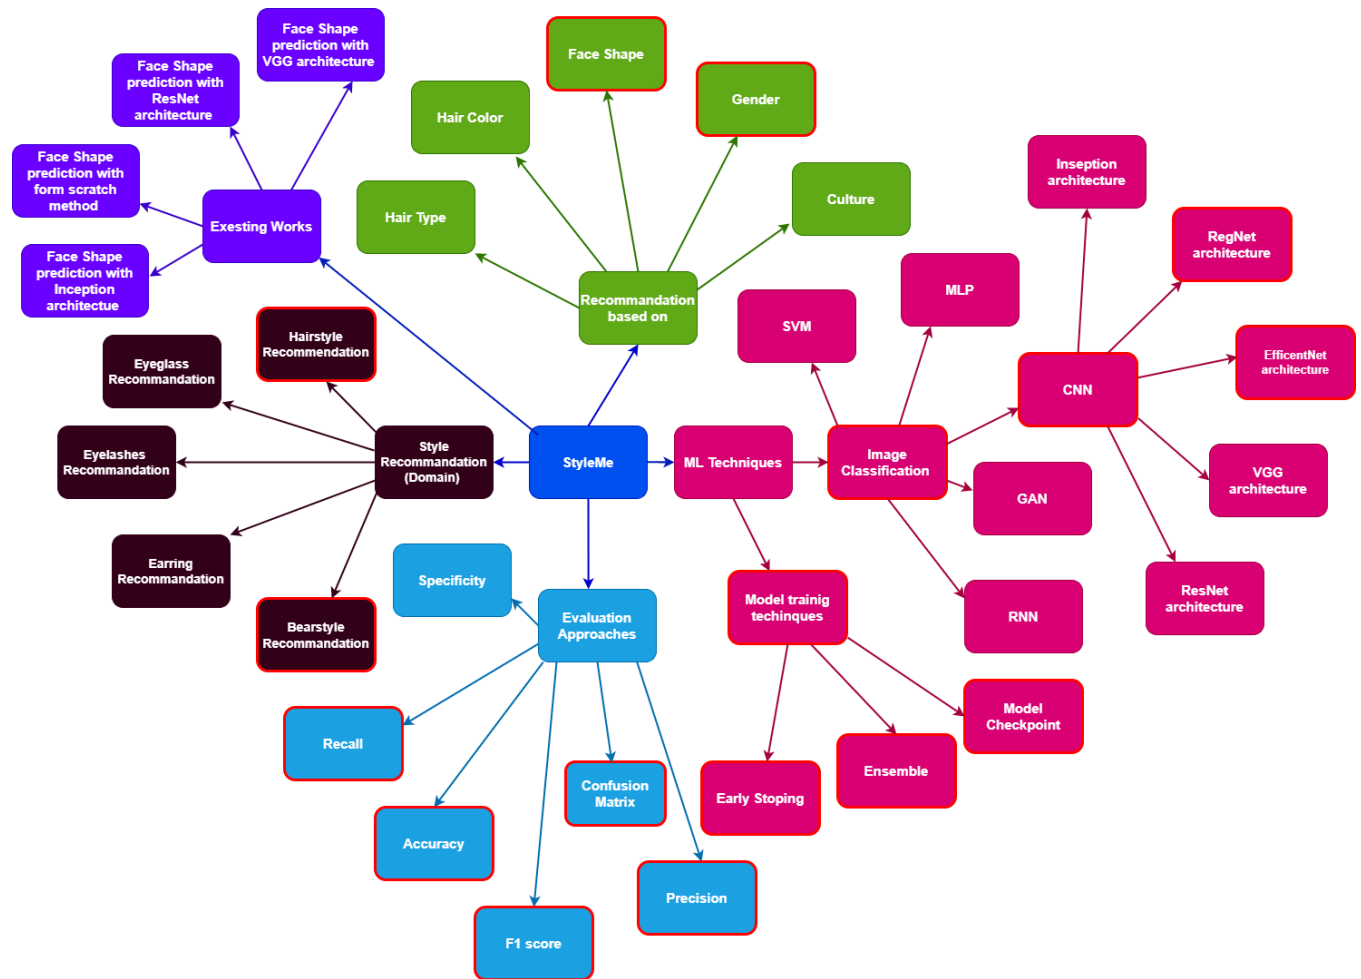 Face Shape
prediction with
VGG architecture
Face Shape
prediction with
ResNet
architecture
Face Shape
prediction with
form scratch
method
Exesting Works
Face Shape
prediction with
Inception
architectue
Face Shape
Gender
Hair Color
Hair Type
Culture
Recommandation
based on
Inseption
architecture
RegNet
architecture
MLP
SVM
EfficentNet
architecture
CNN
Image
Classification
VGG
architecture
GAN
ResNet
architecture
RNN
ML Techniques
StyleMe
Hairstyle
Recommendation
Eyeglass
Recommandation
Style
Recommandation
(Domain)
Eyelashes
Recommandation
Earring
Recommandation
Bearstyle
Recommandation
Specificity
Evaluation
Approaches
Recall
Accuracy
F1 score
Confusion
Matrix
Precision
Model trainig
techinques
Model
Checkpoint
Ensemble
Early Stoping